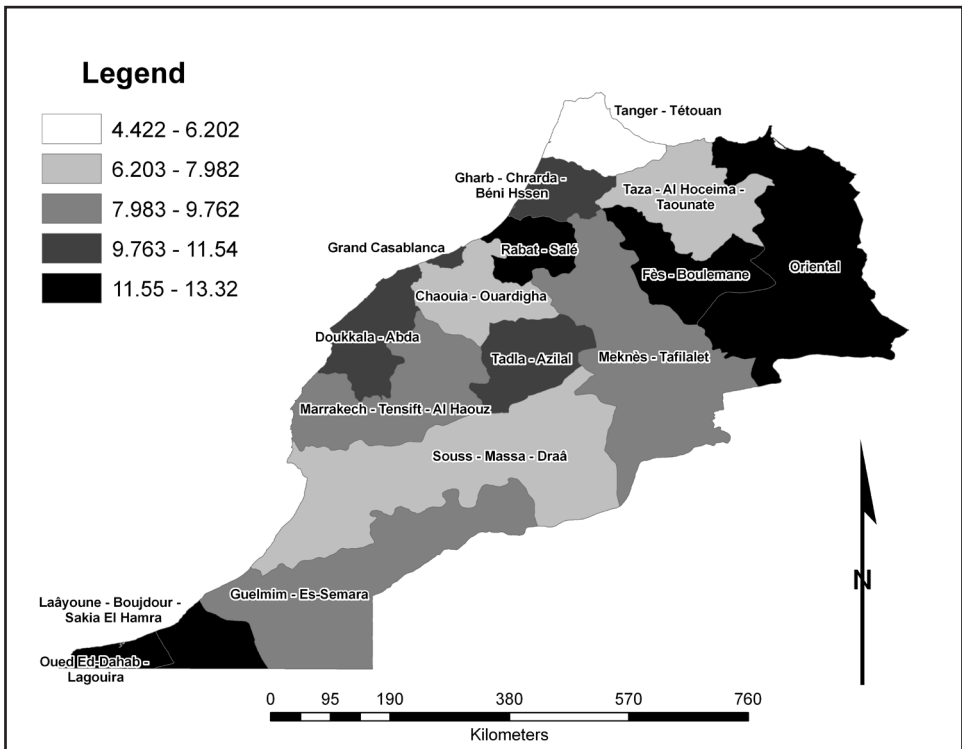 Legend
4.422 - 6.202
6.203 - 7.982
7.983 - 9.762
9.763 - 11.54
11.55 - 13.32
Tanger - Tétouan
Gharb - Chrarda -
Béni Hssen
Taza - Al Hoceima -
Taounate
Grand Casablanca
Rabat - Salé
Fès - Boulemane
Oriental
Chaouia - Ouardigha
Doukkala - Abda
Tadla - Azilal
Meknès - Tafilalet
Marrakech - Tensift - Al Haouz
Souss - Massa - Draâ
Guelmim - Es-Semara
Laâyoune - Boujdour -
Sakia El Hamra
Oued Ed-Dahab -
Lagouira
N
0 95 190 380 570 760
Kilometers